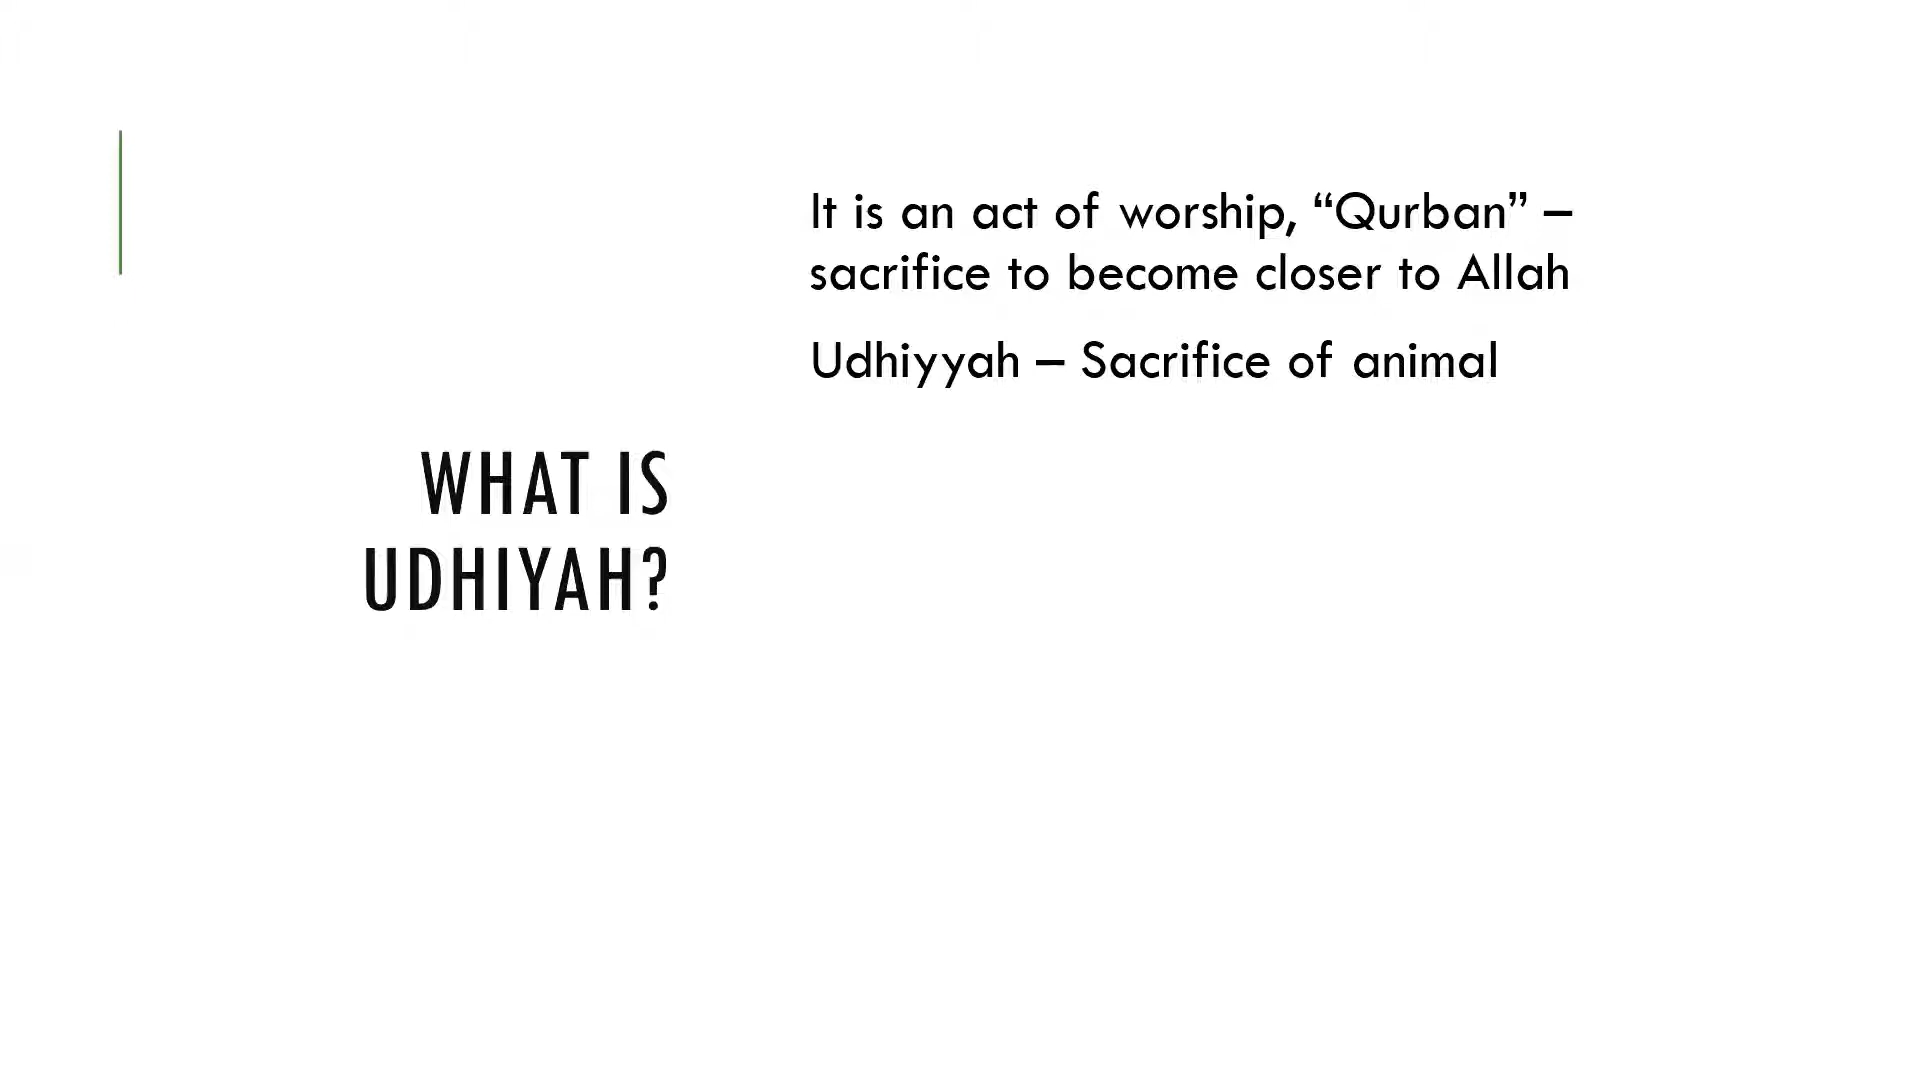 WHAT IS
UDHIYAH?
It is an act of worship, “Qurban” –
sacrifice to become closer to Allah
Udhiyyah – Sacrifice of animal